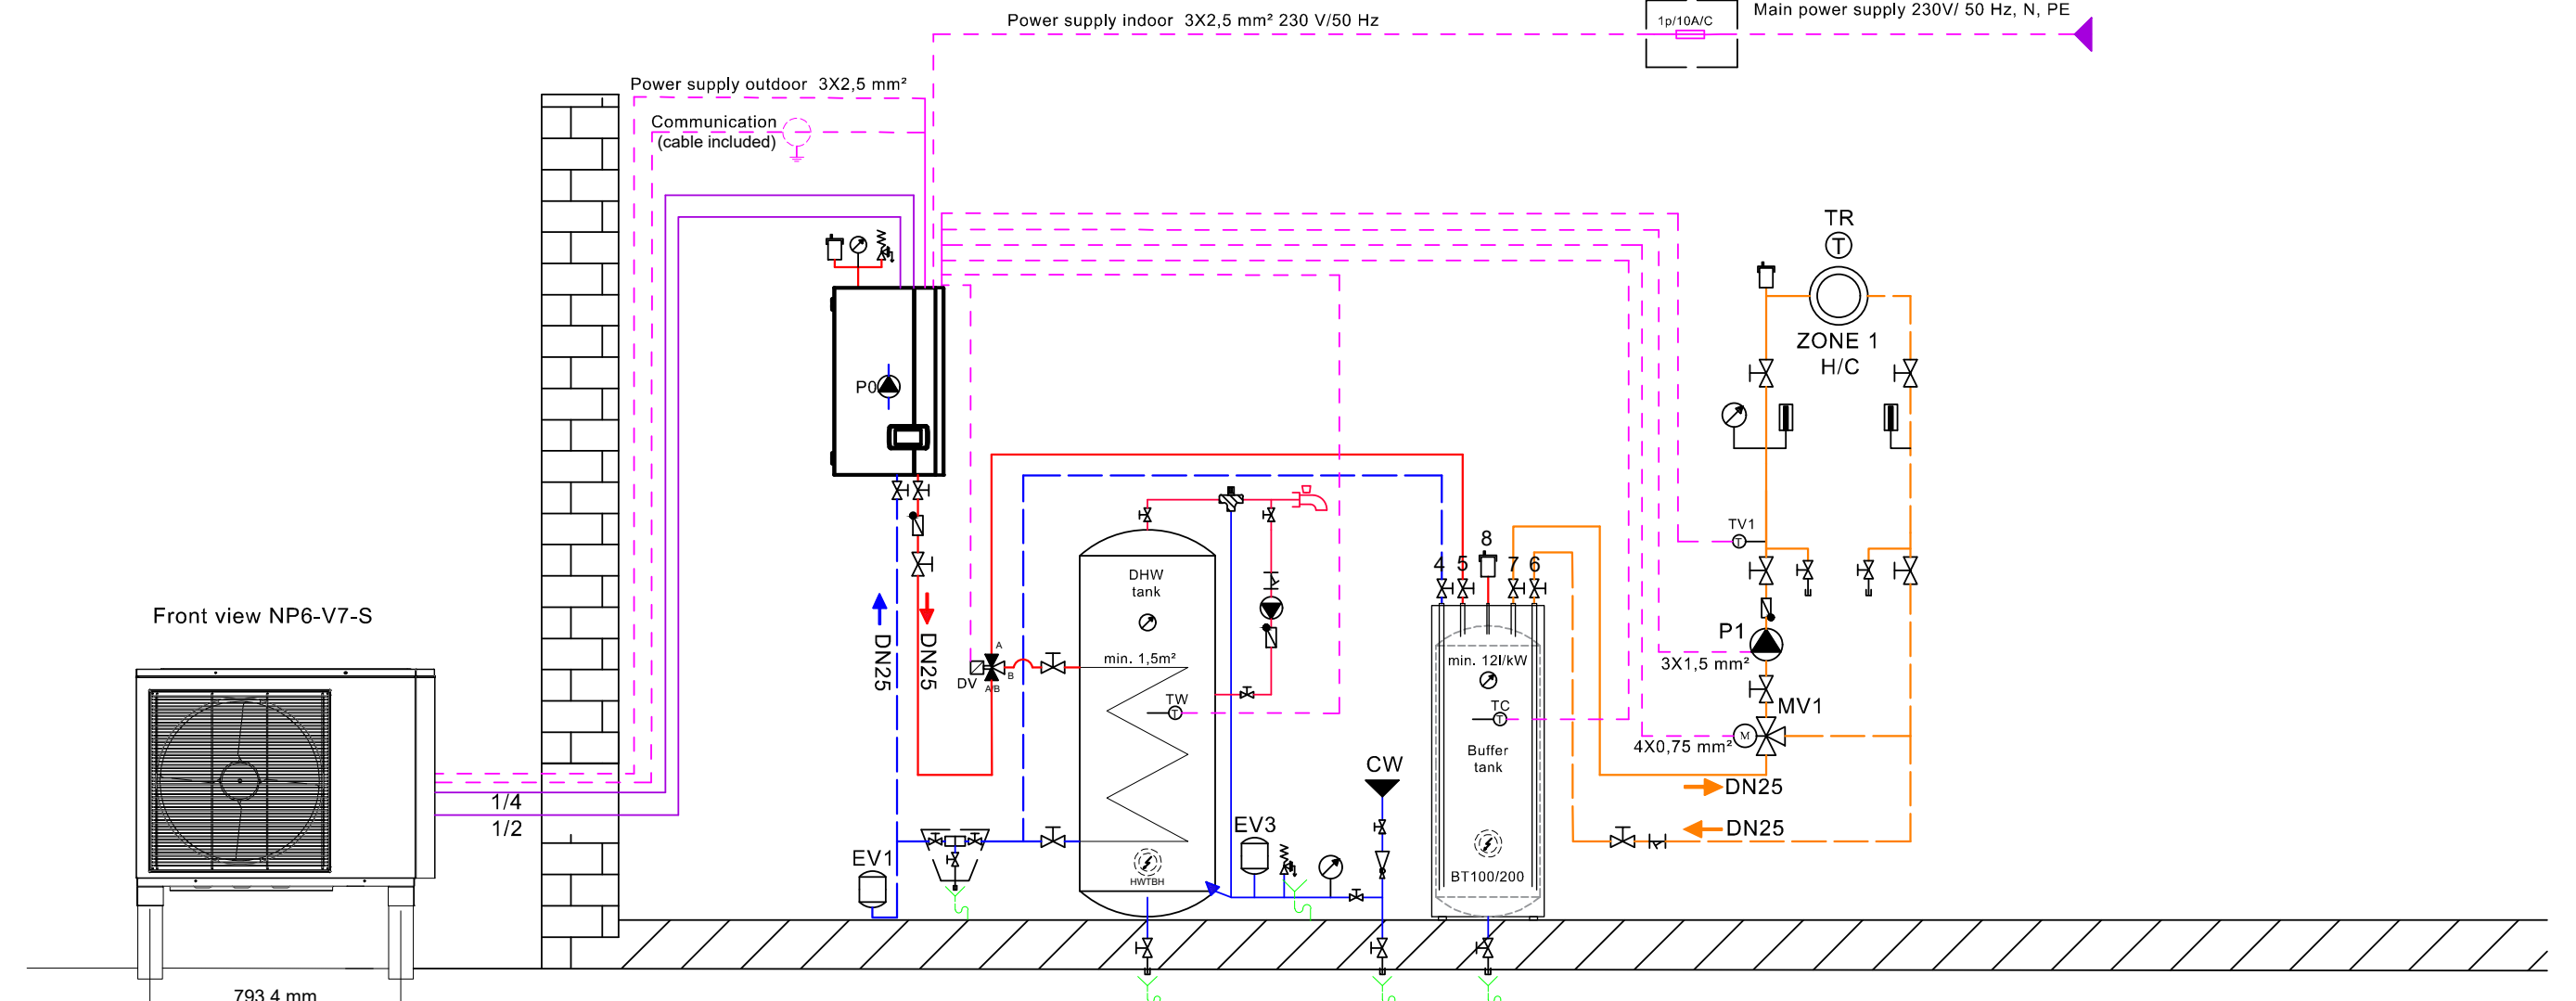 Power supply indoor 3X2,5 mm² 230 V/50 Hz
1p/10A/C
Main power supply 230V/ 50 Hz, N, PE
Power supply outdoor 3X2,5 mm²
Communication
(cable included)
TR
T
ZONE 1
H/C
P0
TV1
T
8
4
5
7
6
DHW
tank
Front view NP6-V7-S
DN25
DN25
A
B
A/B
DV
min. 1,5m²
min. 12l/kW
P1
3X1,5 mm²
TW
T
TC
T
MV1
M
4X0,75 mm²
Buffer
tank
CW
DN25
1/4
1/2
EV3
DN25
EV1
HWTBH
BT100/200
793,4 mm